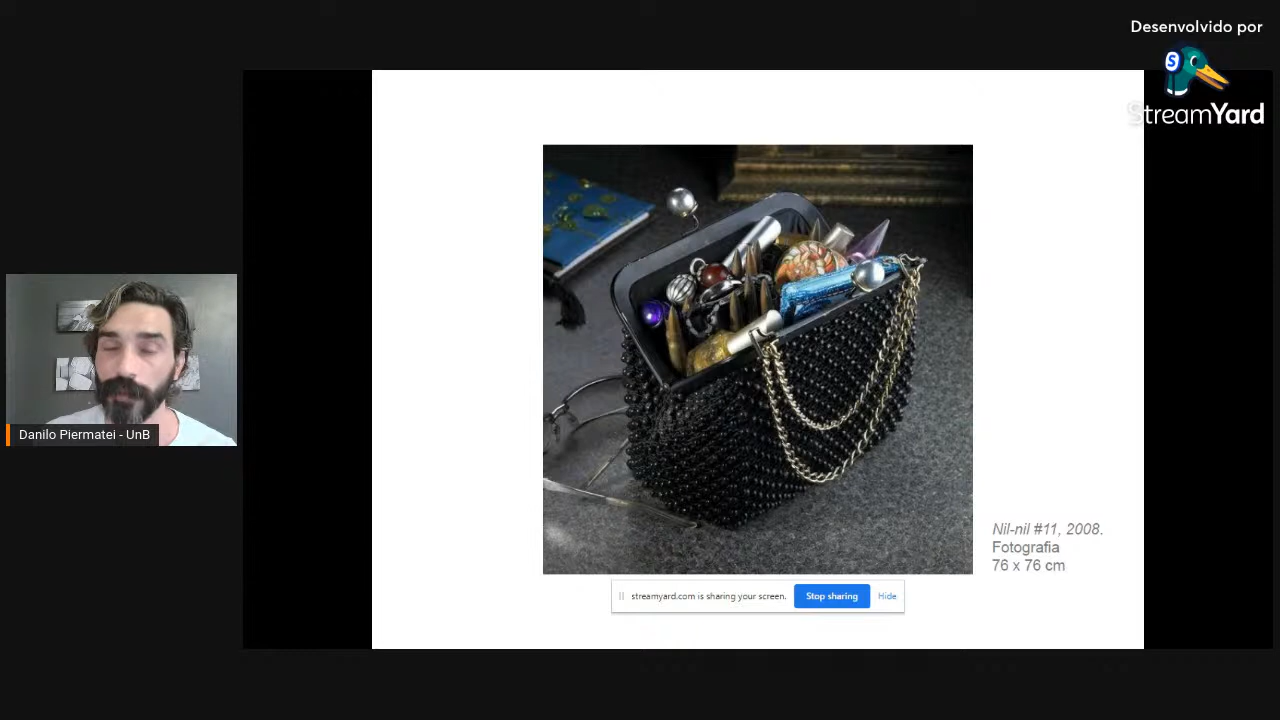 Desenvolvido por
StreamYard
Danilo Piermatei - UnB
Nil-nil #11, 2008.
Fotografia
76 x 76 cm
streamyard.com is sharing your screen.
Stop sharing
Hide